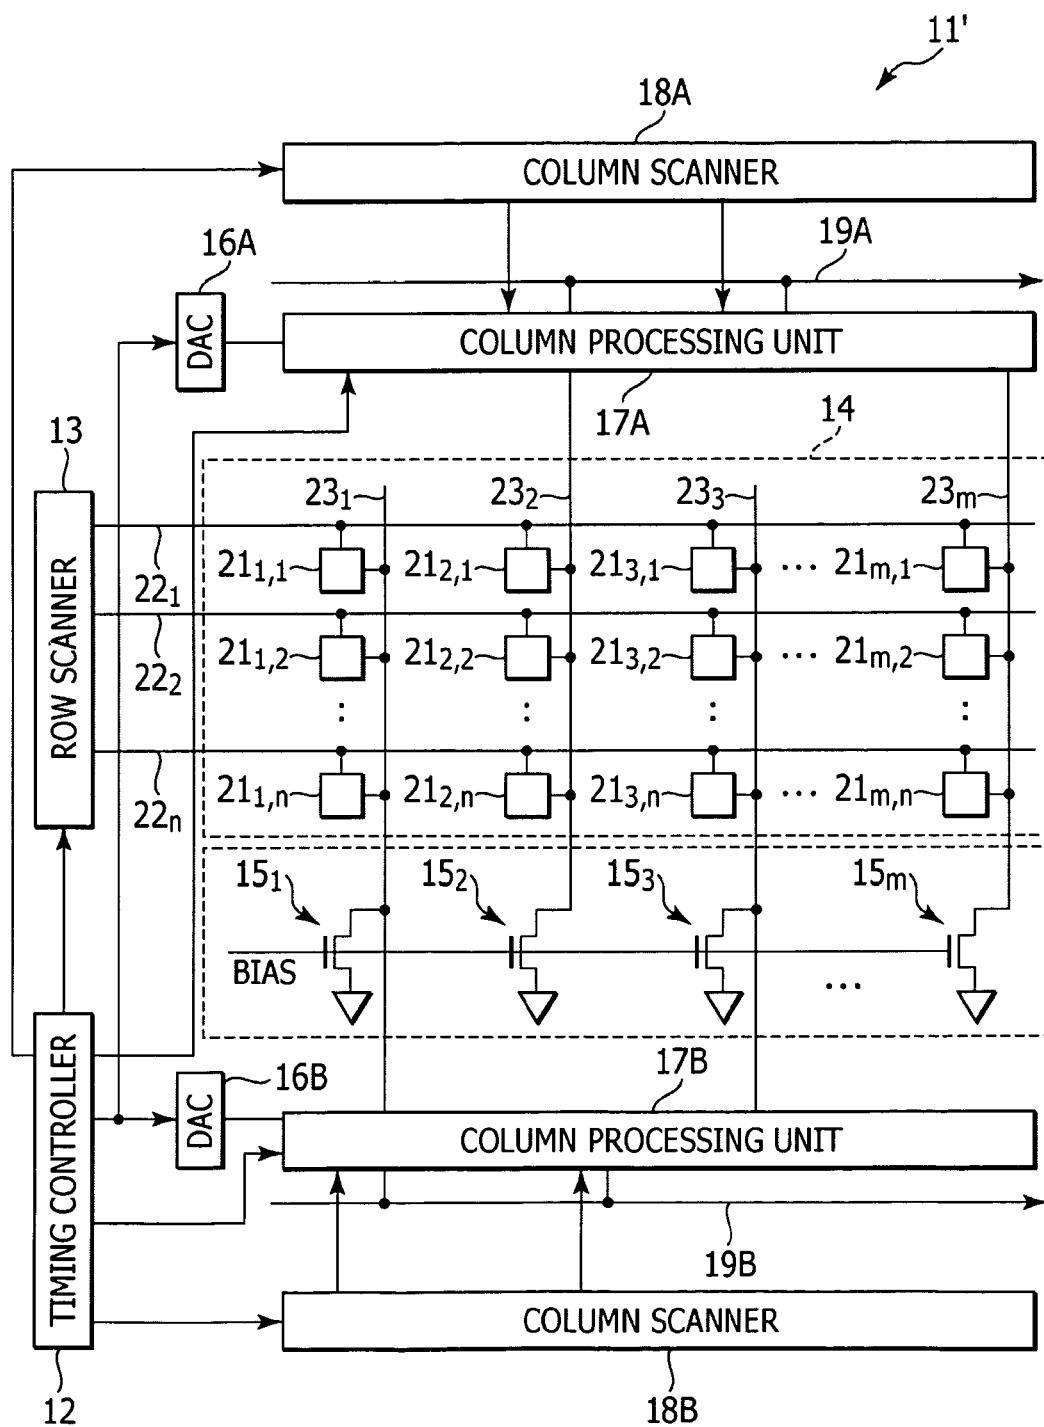 11'
18A
COLUMN SCANNER
16A
19A
DAC
COLUMN PROCESSING UNIT
17A
14
13
ROW SCANNER
23₁ 23₂ 23₃ 23ₘ
21₁,₁ 21₂,₁ 21₃,₁ ... 21ₘ,₁
22₁
21₁,₂ 21₂,₂ 21₃,₂ ... 21ₘ,₂
22₂
21₁,ₙ 21₂,ₙ 21₃,ₙ ... 21ₘ,ₙ
22ₙ
15₁ 15₂ 15₃ 15ₘ
BIAS
...
TIMING CONTROLLER
12
16B
DAC
17B
COLUMN PROCESSING UNIT
19B
COLUMN SCANNER
18B